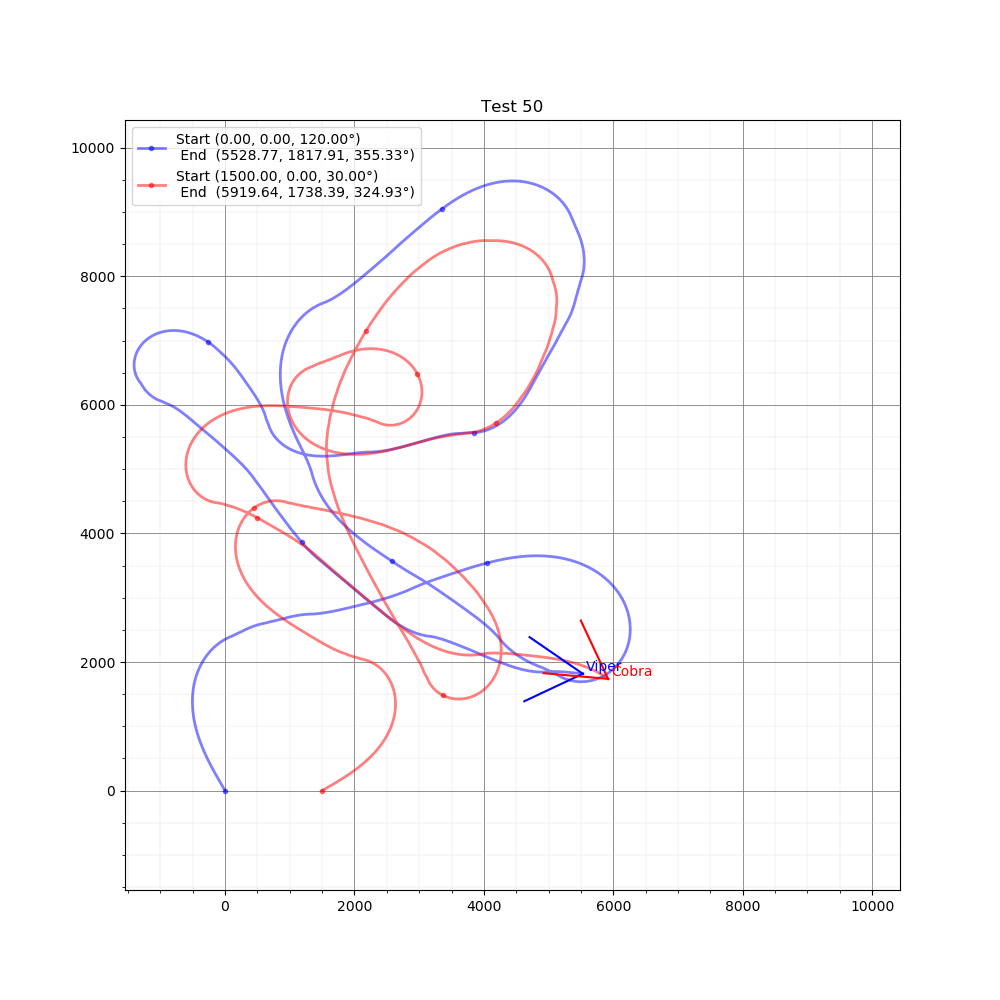 Test 50
Start (0.00, 0.00, 120.00°)
End (5528.77, 1817.91, 355.33°)
Start (1500.00, 0.00, 30.00°)
End (5919.64, 1738.39, 324.93°)
10000
8000
6000
4000
2000
0
Viper
Cobra
0 2000 4000 6000 8000 10000